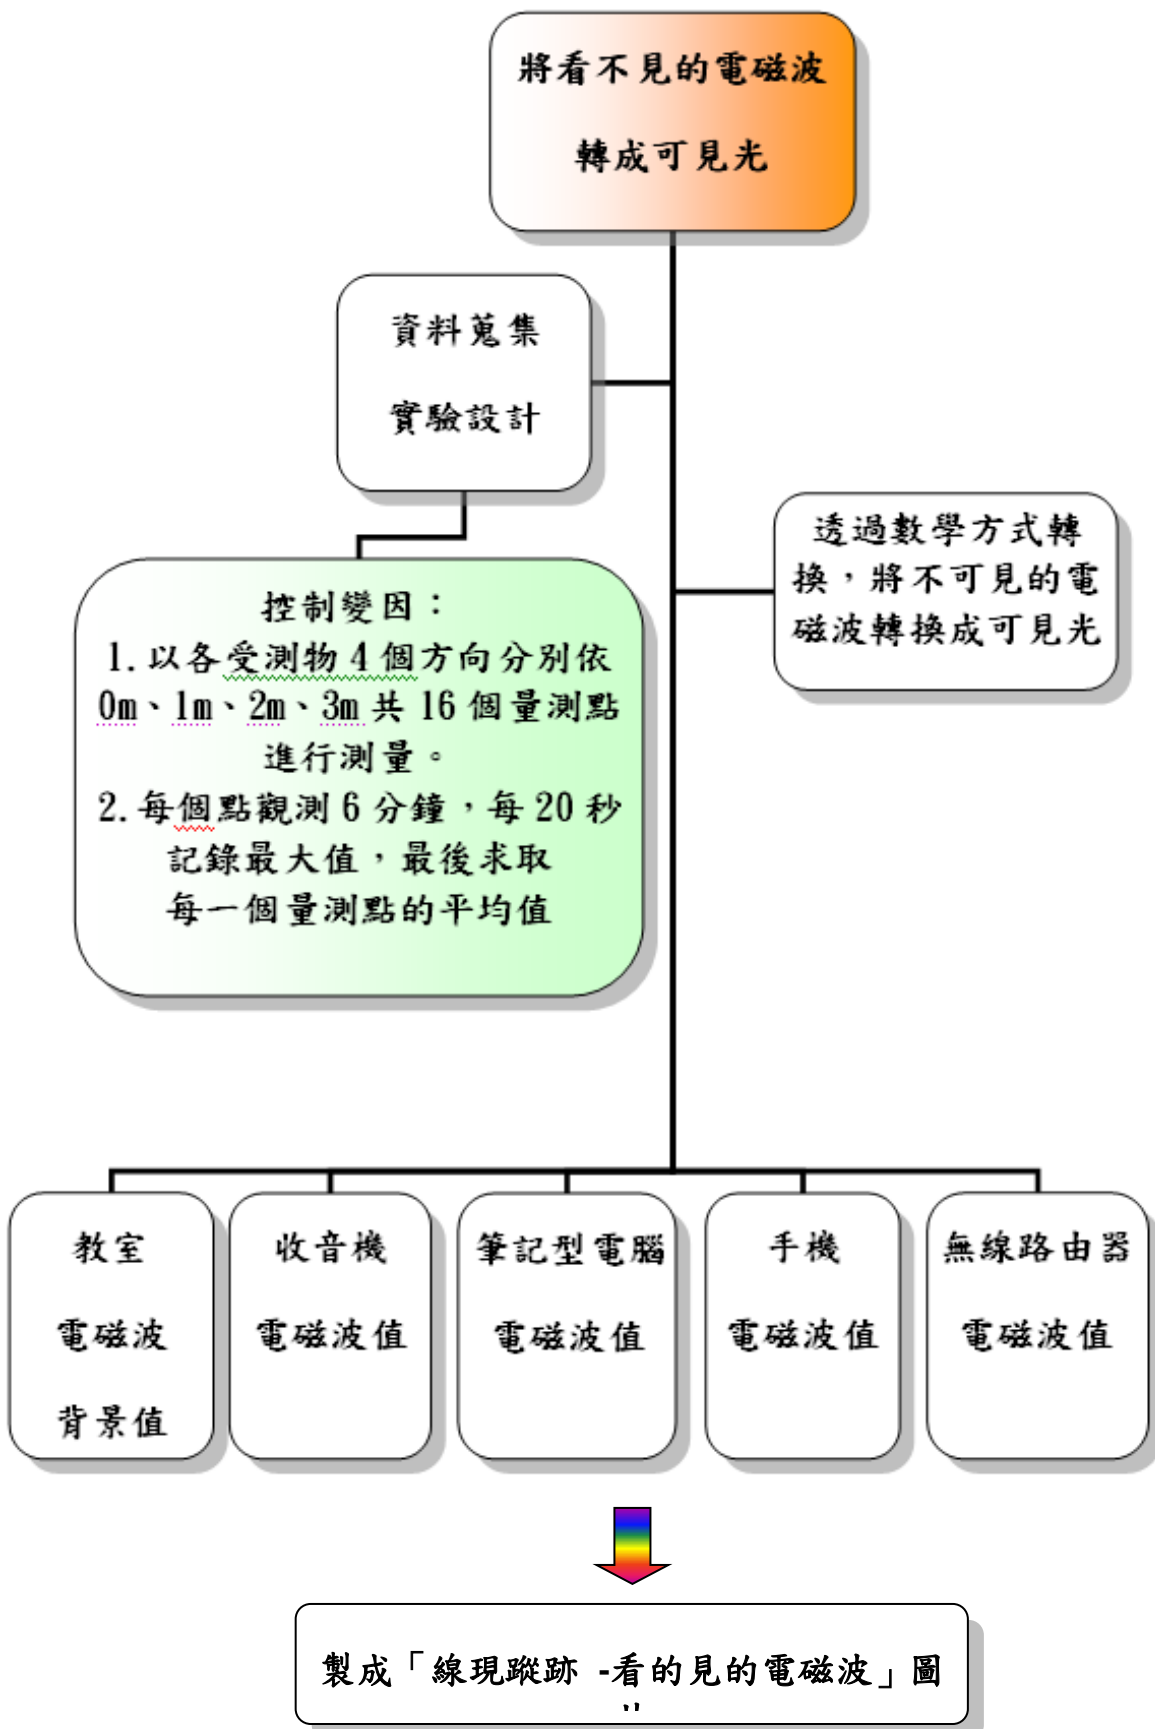 將看不見的電磁波
轉成可見光
資料蒐集
實驗設計
透過數學方式轉
換，將不可見的電
磁波轉換成可見光
控制變因：
1. 以各受測物 4 個方向分別依
0m、1m、2m、3m 共 16 個量測點
進行測量。
2. 每個點觀測 6 分鐘，每 20 秒
記錄最大值，最後求取
每一個量測點的平均值
教室
電磁波
背景值
收音機
電磁波值
筆記型電腦
電磁波值
手機
電磁波值
無線路由器
電磁波值
製成「線現蹤跡 -看的見的電磁波」圖